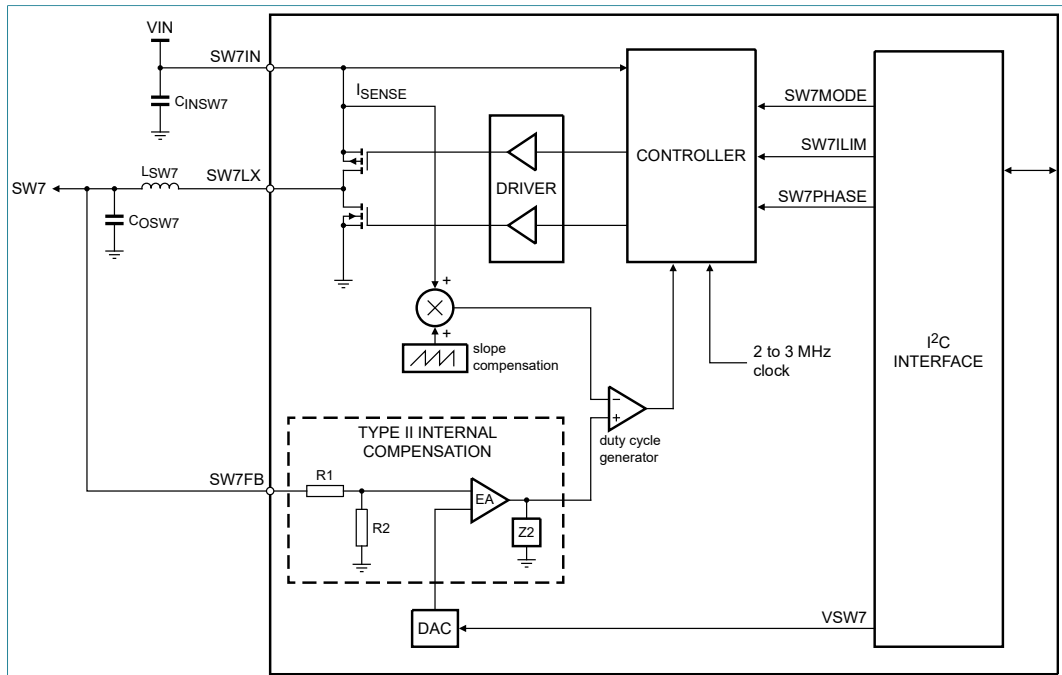 VIN
SW7IN
CINSW7
ISENSE
SW7MODE
SW7ILIM
SW7PHASE
CONTROLLER
DRIVER
LSW7
SW7LX
SW7
COSW7
+
+
slope
compensation
2 to 3 MHz
clock
I2C
INTERFACE
−
+
duty cycle
generator
TYPE II INTERNAL
COMPENSATION
SW7FB
R1
R2
EA
Z2
DAC
VSW7